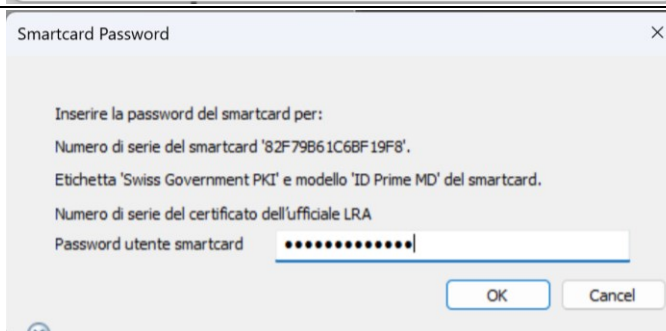 Smartcard Password
Inserire la password del smartcard per:
Numero di serie del smartcard '82F79B61C6BF19F8'.
Etichetta 'Swiss Government PKI' e modello 'ID Prime MD' del smartcard.
Numero di serie del certificato dell'ufficiale LRA
Password utente smartcard •••••••••••••
OK Cancel